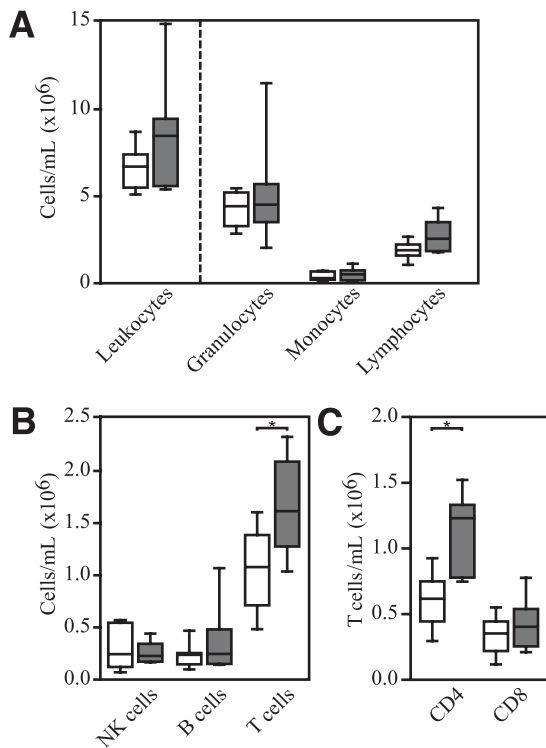 A
Cells/mL (x10⁶)
15
10
5
0
Leukocytes
Granulocytes
Monocytes
Lymphocytes
B
Cells/mL (x10⁶)
2.5
2.0
1.5
1.0
0.5
0.0
*
NK cells
B cells
T cells
C
T cells/mL (x10⁶)
2.0
1.5
1.0
0.5
0.0
*
CD4
CD8